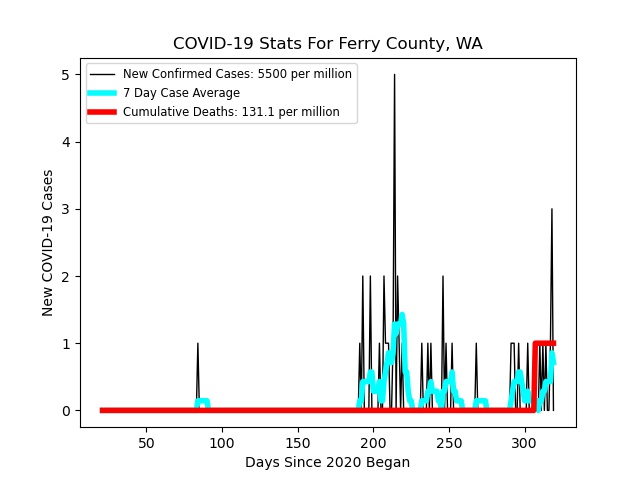 COVID-19 Stats For Ferry County, WA
New Confirmed Cases: 5500 per million
7 Day Case Average
Cumulative Deaths: 131.1 per million
New COVID-19 Cases
5
4
3
2
1
0
50 100 150 200 250 300
Days Since 2020 Began